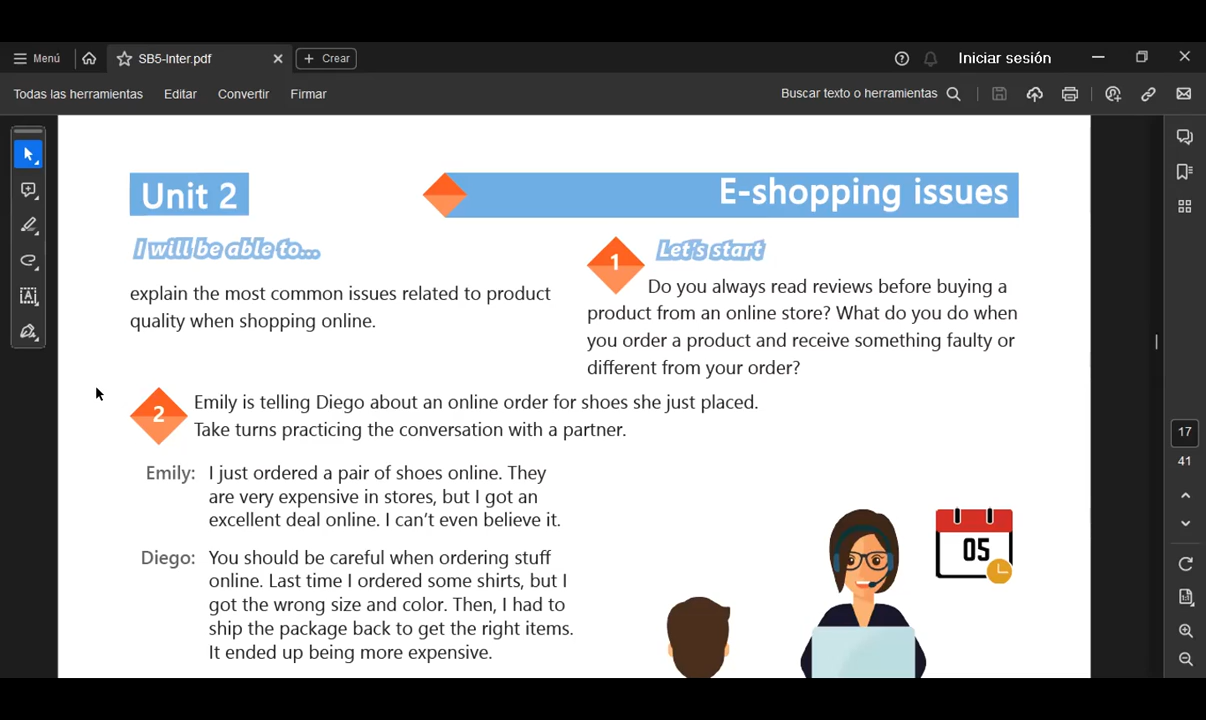 Menú
SB5-Inter.pdf
Crear
Iniciar sesión
Todas las herramientas
Editar
Convertir
Firmar
Buscar texto o herramientas
Unit 2
E-shopping issues
I will be able to...
explain the most common issues related to product
quality when shopping online.
1
Let's start
Do you always read reviews before buying a
product from an online store? What do you do when
you order a product and receive something faulty or
different from your order?
2
Emily is telling Diego about an online order for shoes she just placed.
Take turns practicing the conversation with a partner.
Emily: I just ordered a pair of shoes online. They
are very expensive in stores, but I got an
excellent deal online. I can't even believe it.
Diego: You should be careful when ordering stuff
online. Last time I ordered some shirts, but I
got the wrong size and color. Then, I had to
ship the package back to get the right items.
It ended up being more expensive.
05
17
41
1:1